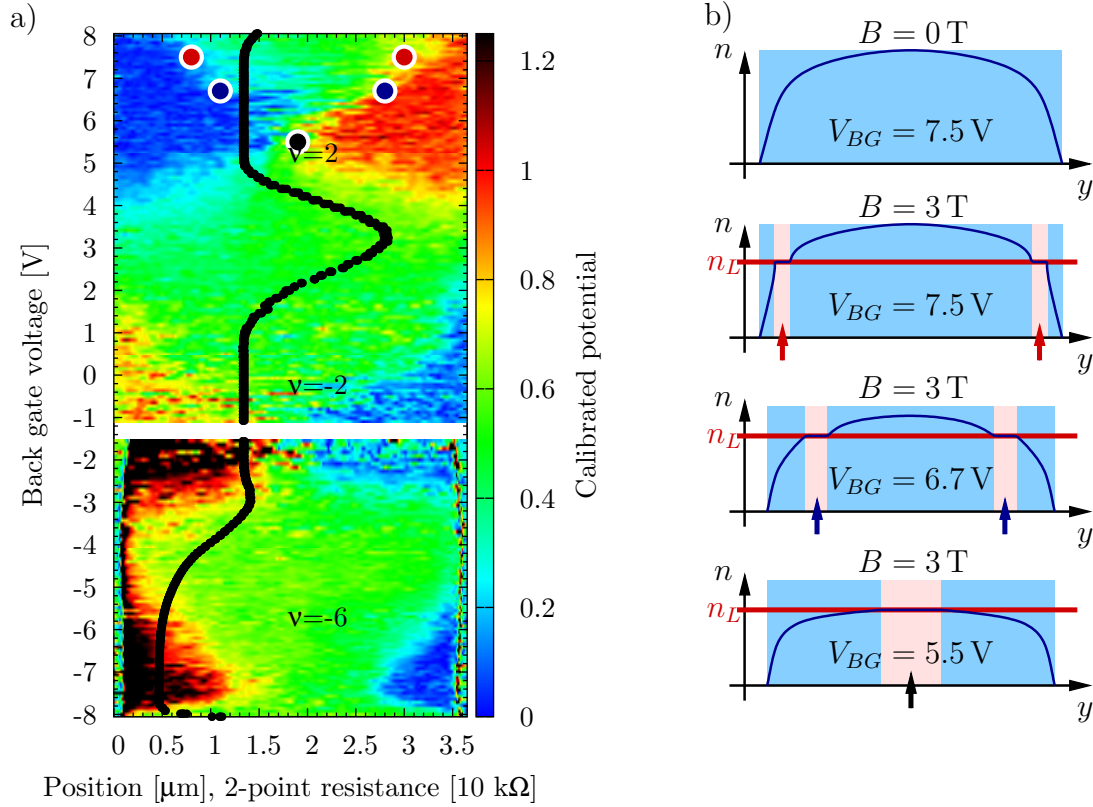 a)
8
7
6
5
4
3
2
1
0
-1
-2
-3
-4
-5
-6
-7
-8
Back gate voltage [V]
ν=2
ν=-2
ν=-6
0 0.5 1 1.5 2 2.5 3 3.5
Position [μm], 2-point resistance [10 kΩ]
1.2
1
0.8
0.6
0.4
0.2
0
Calibrated potential
b)
B = 0 T
n
V_BG = 7.5 V
y
B = 3 T
n
n_L
V_BG = 7.5 V
y
B = 3 T
n
n_L
V_BG = 6.7 V
y
B = 3 T
n
n_L
V_BG = 5.5 V
y